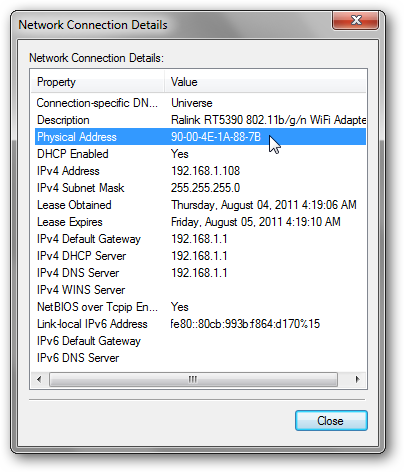 Network Connection Details
Network Connection Details:
Property Value
Connection-specific DN... Universe
Description Ralink RT5390 802.11b/g/n WiFi Adapte
Physical Address 90-00-4E-1A-88-7B
DHCP Enabled Yes
IPv4 Address 192.168.1.108
IPv4 Subnet Mask 255.255.255.0
Lease Obtained Thursday, August 04, 2011 4:19:06 AM
Lease Expires Friday, August 05, 2011 4:19:10 AM
IPv4 Default Gateway 192.168.1.1
IPv4 DHCP Server 192.168.1.1
IPv4 DNS Server 192.168.1.1
IPv4 WINS Server
NetBIOS over Tcpip En... Yes
Link-local IPv6 Address fe80::80cb:993b:f864:d170%15
IPv6 Default Gateway
IPv6 DNS Server
Close